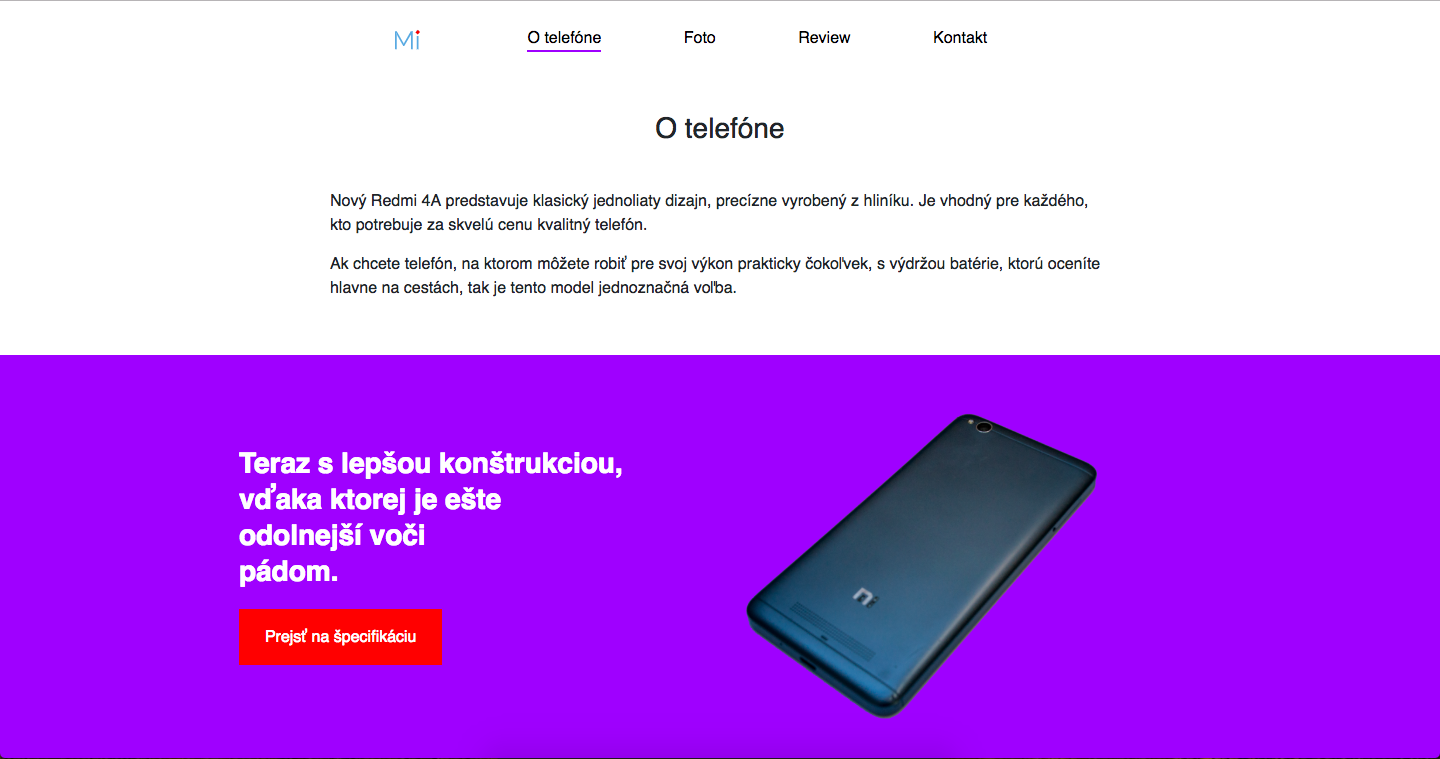 Mi
O telefóne
Foto
Review
Kontakt
O telefóne
Nový Redmi 4A predstavuje klasický jednoliaty dizajn, precízne vyrobený z hliníku. Je vhodný pre každého,
kto potrebuje za skvelú cenu kvalitný telefón.
Ak chcete telefón, na ktorom môžete robiť pre svoj výkon prakticky čokoľvek, s výdržou batérie, ktorú oceníte
hlavne na cestách, tak je tento model jednoznačná voľba.
Teraz s lepšou konštrukciou,
vďaka ktorej je ešte
odolnejší voči
pádom.
Prejsť na špecifikáciu
mi